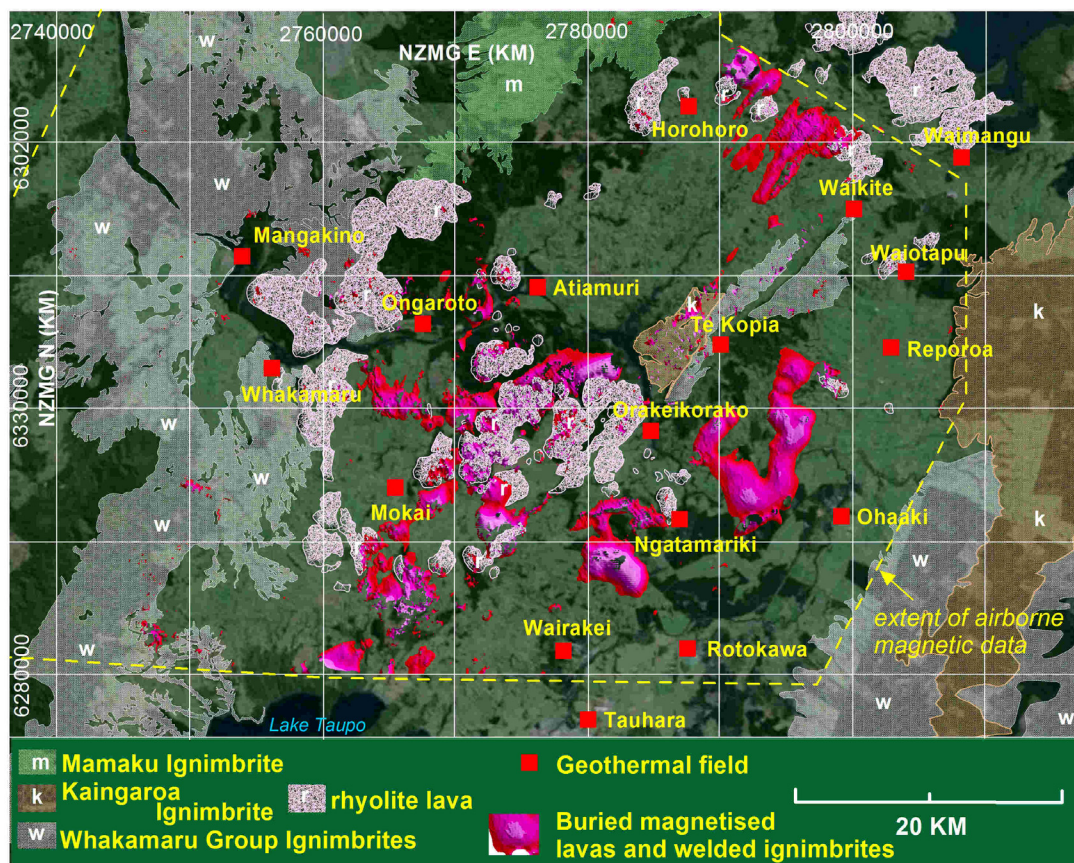 2740000 2760000 2780000 2800000
NZMG E (KM)
NZMG N (KM)
6302000
6330000
6280000
w
m
r
r
r
r
r
Horohoro
Waimangu
w
w
r
Waikite
Mangakino
Waiotapu
Atiamuri
r
k
k
Ongaroto
Te Kopia
Reporoa
Whakamaru
r
w
r
r
Orakeikorako
w
r
Mokai
w
k
Ohaaki
Ngatamariki
r
r
w
extent of airborne
magnetic data
Wairakei
w
Rotokawa
w
w
Lake Taupo
Tauhara
m Mamaku Ignimbrite
k Kaingaroa
Ignimbrite
w Whakamaru Group Ignimbrites
r rhyolite lava
Geothermal field
Buried magnetised
lavas and welded ignimbrites
20 KM